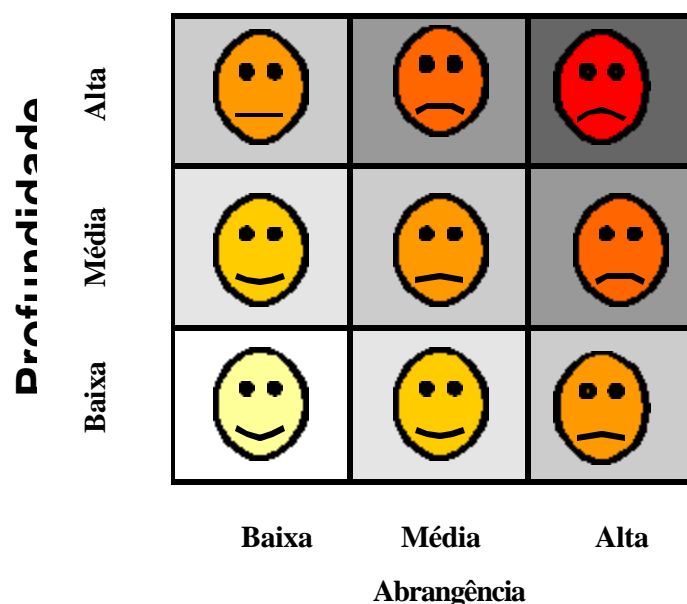 Profundidade
Alta
Média
Baixa
Baixa Média Alta
Abrangência